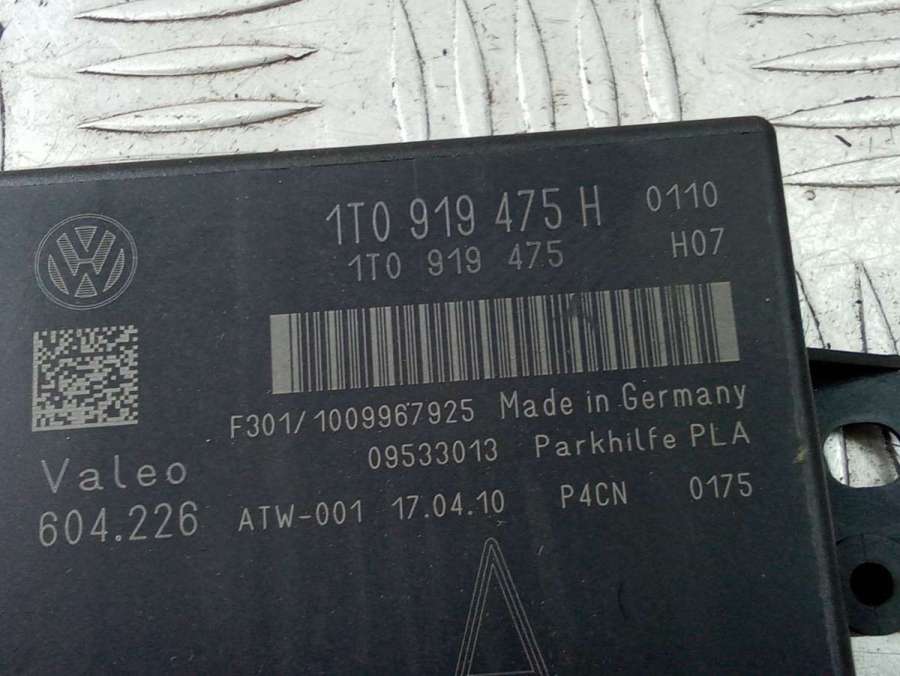 1T0 919 475 H 0110
1T0 919 475 H07
F301/1009967925 Made in Germany
09533013 Parkhilfe PLA
Valeo
604.226 ATW-001 17.04.10 P4CN 0175
A